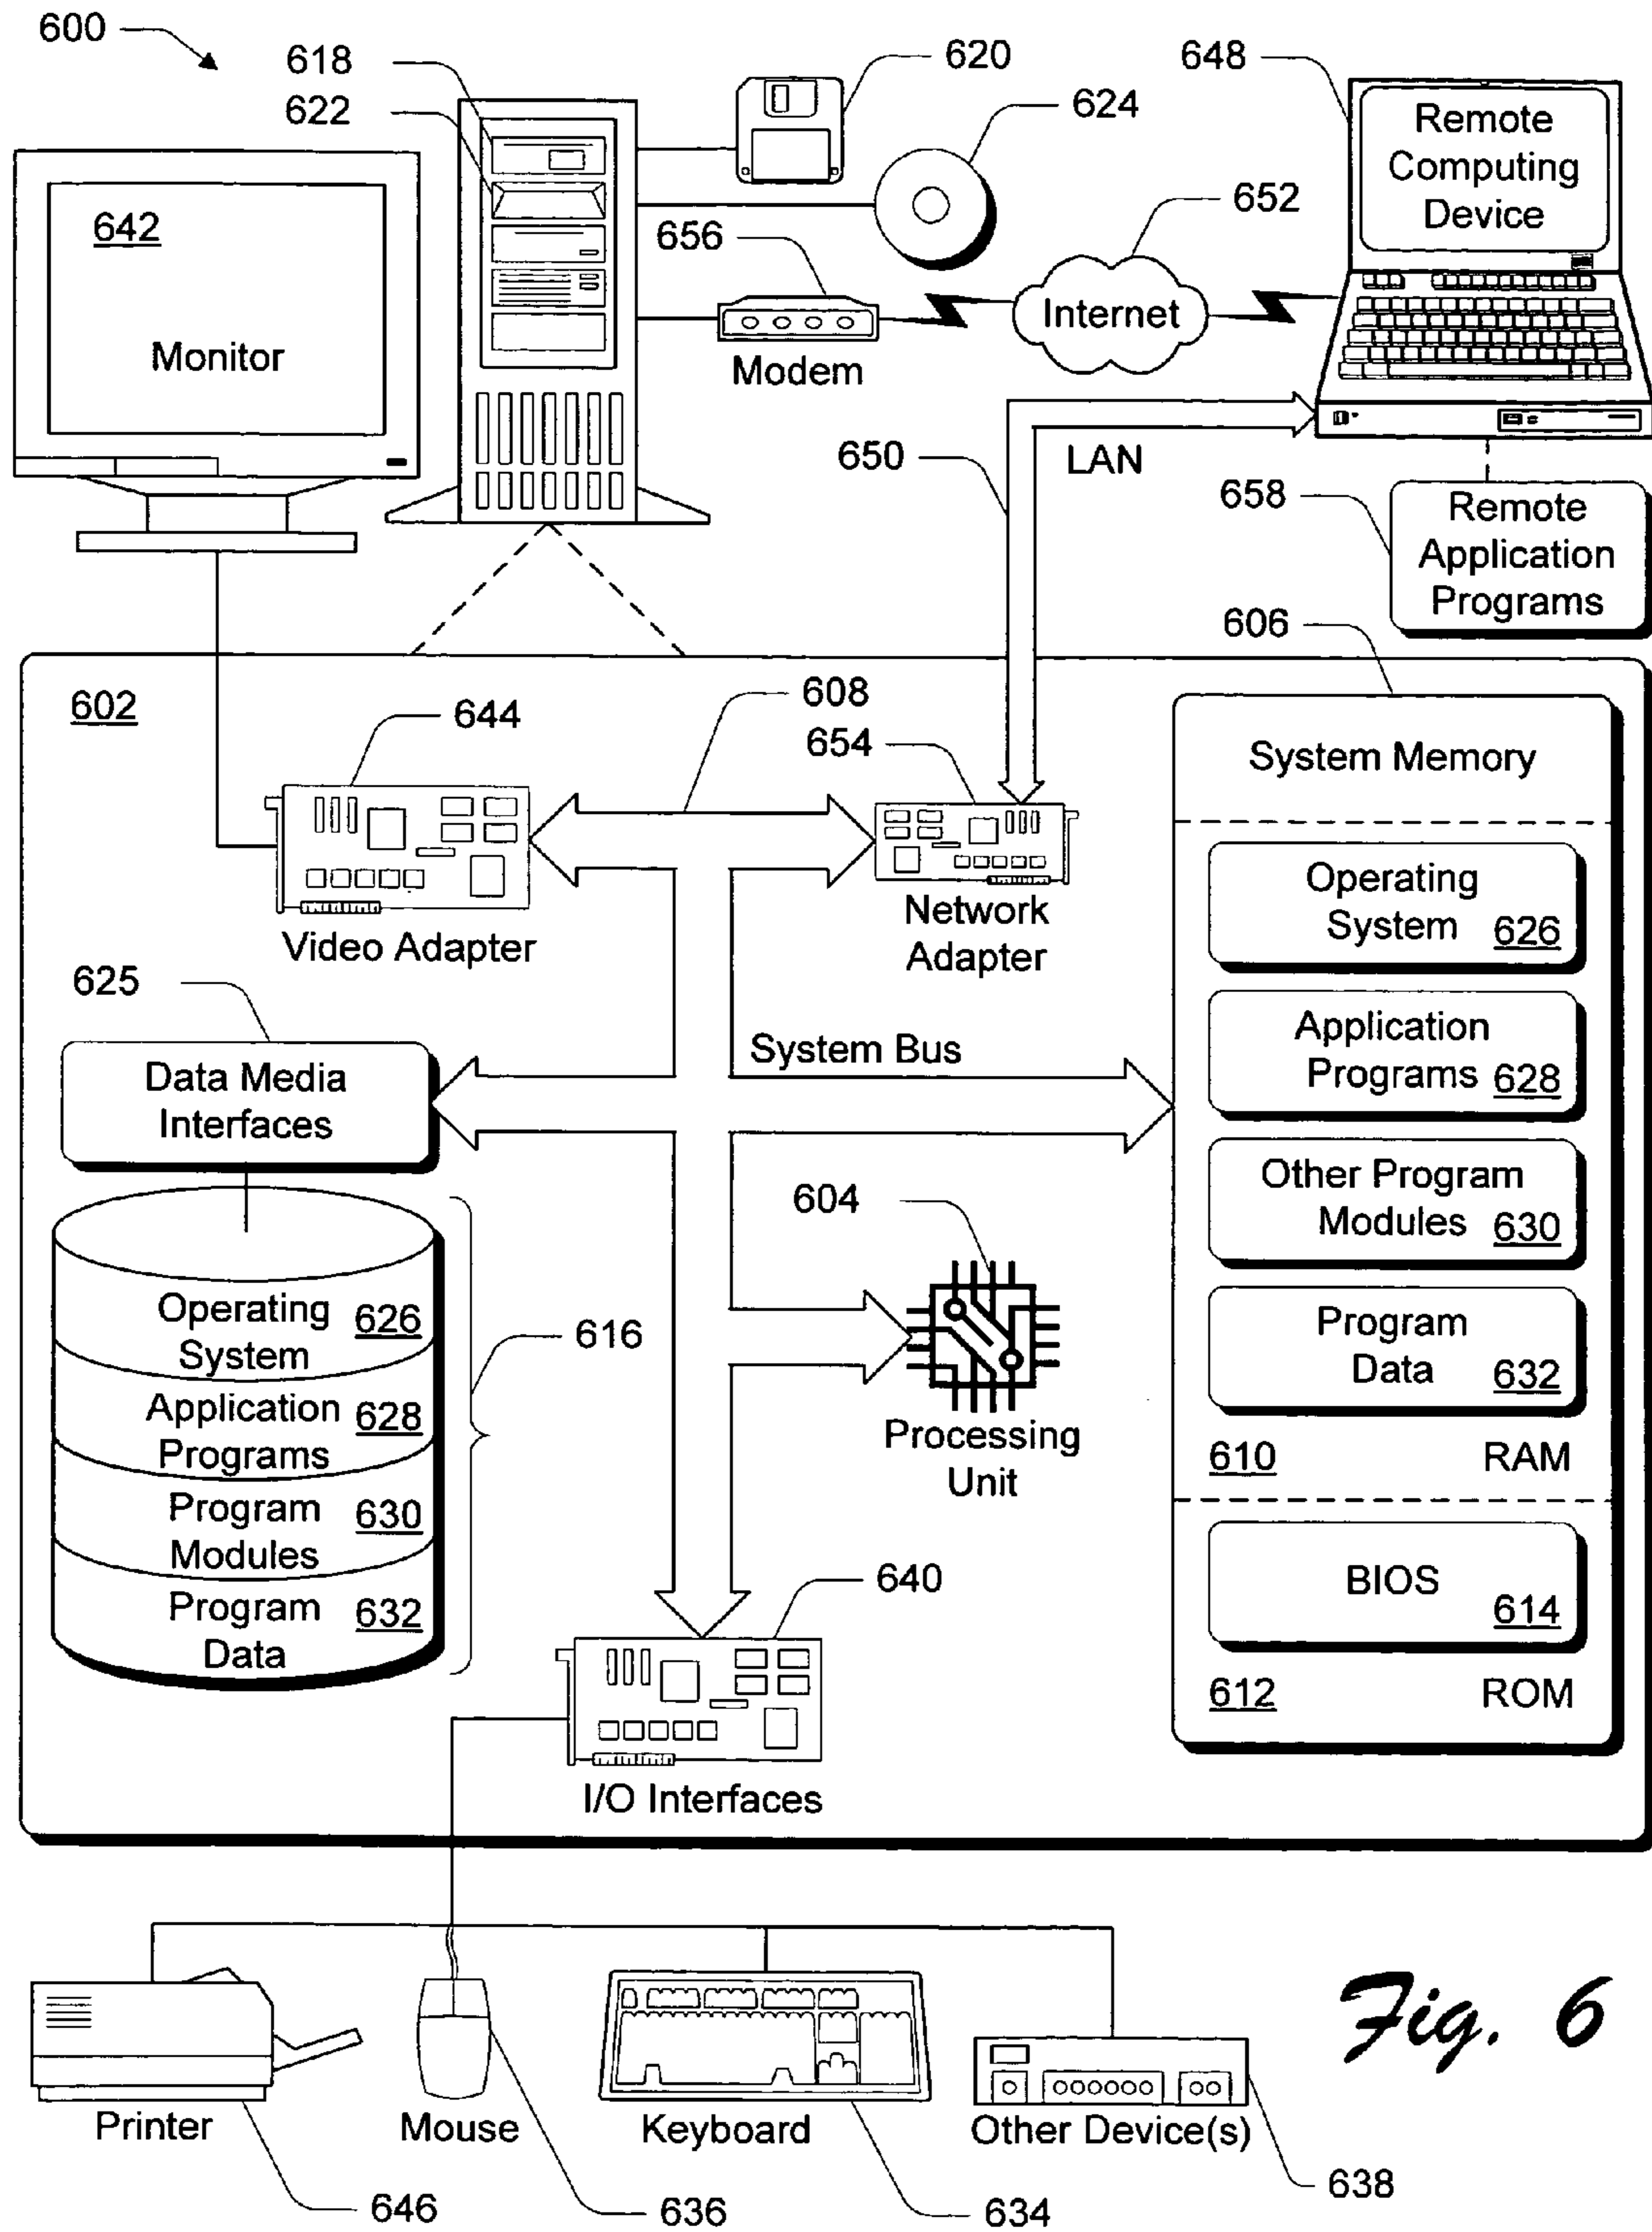 600
618
622
620
624
648
Remote
Computing
Device
642
Monitor
656
Modem
652
Internet
650
LAN
658
Remote
Application
Programs
606
602
644
608
654
System Memory
Video Adapter
Network
Adapter
Operating
System 626
625
Data Media
Interfaces
System Bus
Application
Programs 628
Other Program
Modules 630
604
Processing
Unit
Program
Data 632
610 RAM
Operating
System 626
616
Application
Programs 628
Program
Modules 630
Program
Data 632
BIOS
614
612 ROM
640
I/O Interfaces
Printer
Mouse
Keyboard
Other Device(s)
646
636
634
638
Fig. 6